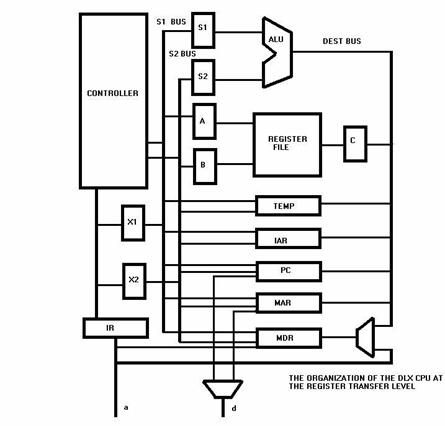 S1 BUS
S1
ALU
DEST BUS
S2 BUS
S2
CONTROLLER
A
REGISTER
FILE
C
B
TEMP
X1
IAR
PC
X2
MAR
IR
MDR
THE ORGANIZATION OF THE DLX CPU AT
THE REGISTER TRANSFER LEVEL
a
d